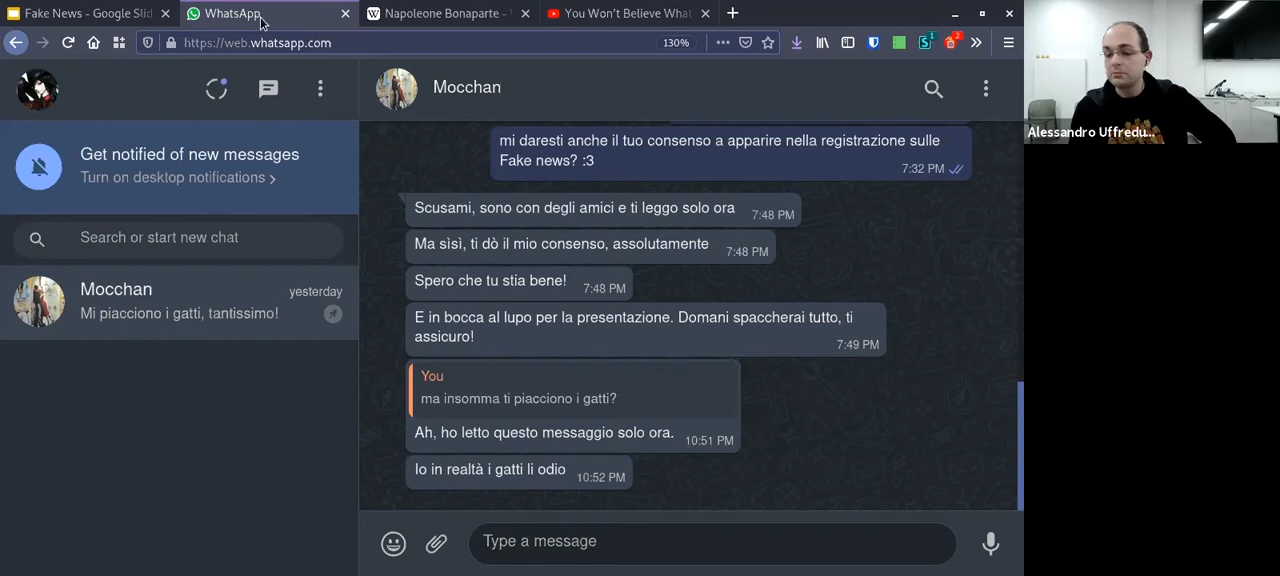 Fake News - Google Slid
WhatsApp
Napoleone Bonaparte -
You Won't Believe What
https://web.whatsapp.com
130%
1
2
Mocchan
Get notified of new messages
Turn on desktop notifications >
Search or start new chat
Mocchan
yesterday
Mi piacciono i gatti, tantissimo!
mi daresti anche il tuo consenso a apparire nella registrazione sulle
Fake news? :3
7:32 PM
Scusami, sono con degli amici e ti leggo solo ora
7:48 PM
Ma sìsì, ti dò il mio consenso, assolutamente
7:48 PM
Spero che tu stia bene!
7:48 PM
E in bocca al lupo per la presentazione. Domani spaccherai tutto, ti
assicuro!
7:49 PM
You
ma insomma ti piacciono i gatti?
Ah, ho letto questo messaggio solo ora.
10:51 PM
Io in realtà i gatti li odio
10:52 PM
Type a message
Alessandro Uffredu...